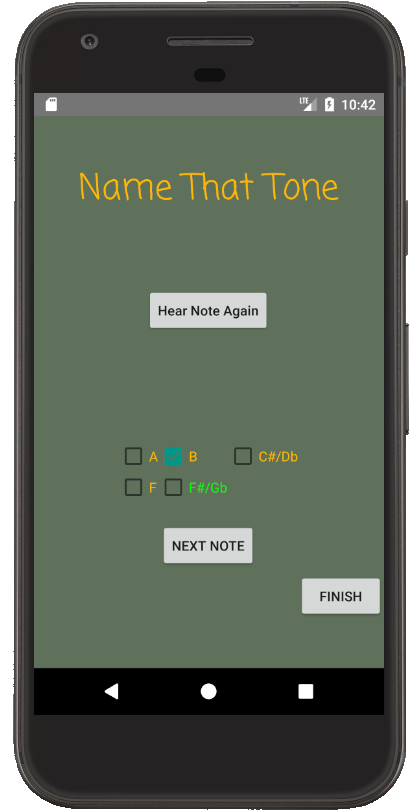 LTE 10:42
Name That Tone
Hear Note Again
A B C#/Db
F F#/Gb
NEXT NOTE
FINISH